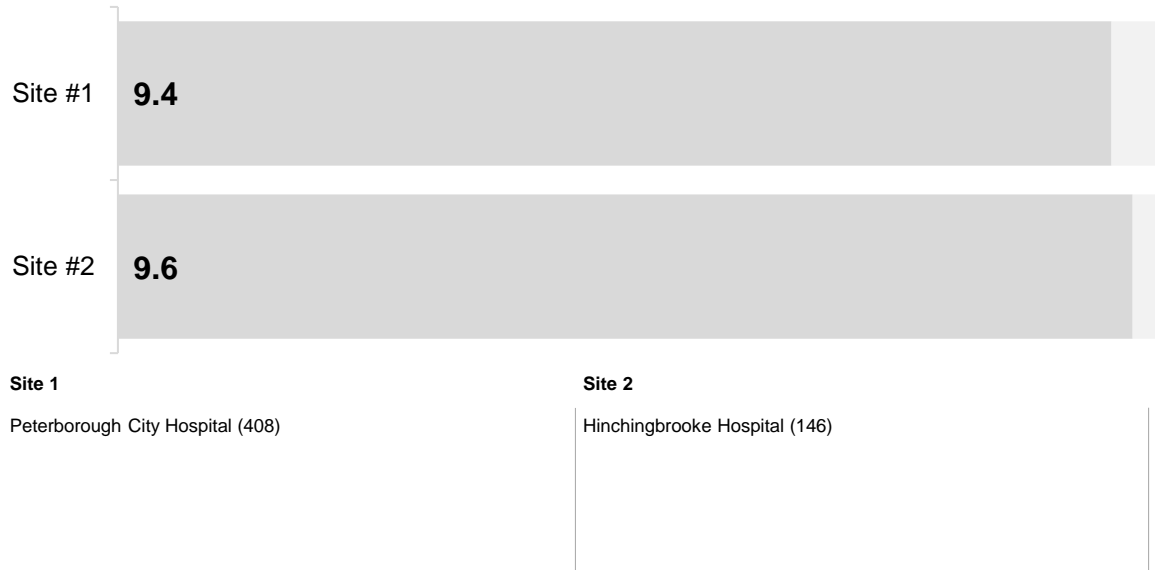 Site #1
9.4
Site #2
9.6
Site 1
Site 2
Peterborough City Hospital (408)
Hinchingbrooke Hospital (146)